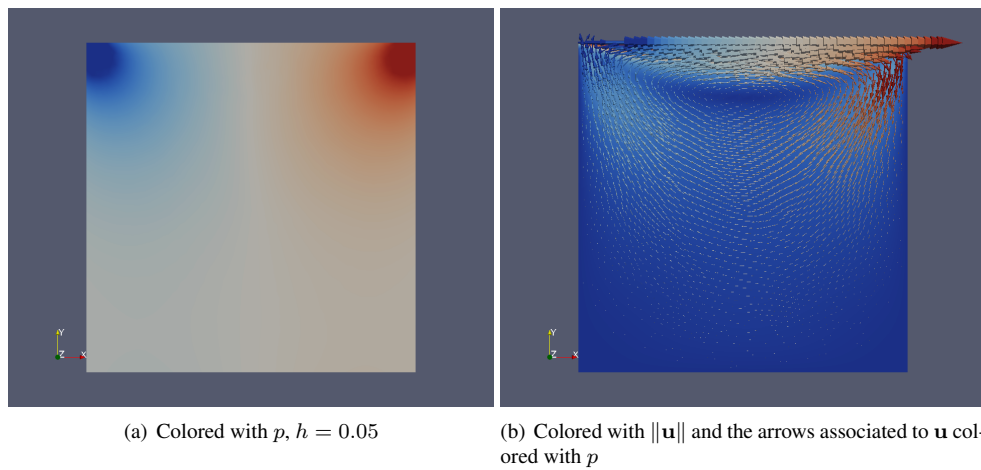 Y
Z X
Y
Z X
(a) Colored with p, h = 0.05
(b) Colored with ‖u‖ and the arrows associated to u col-
ored with p